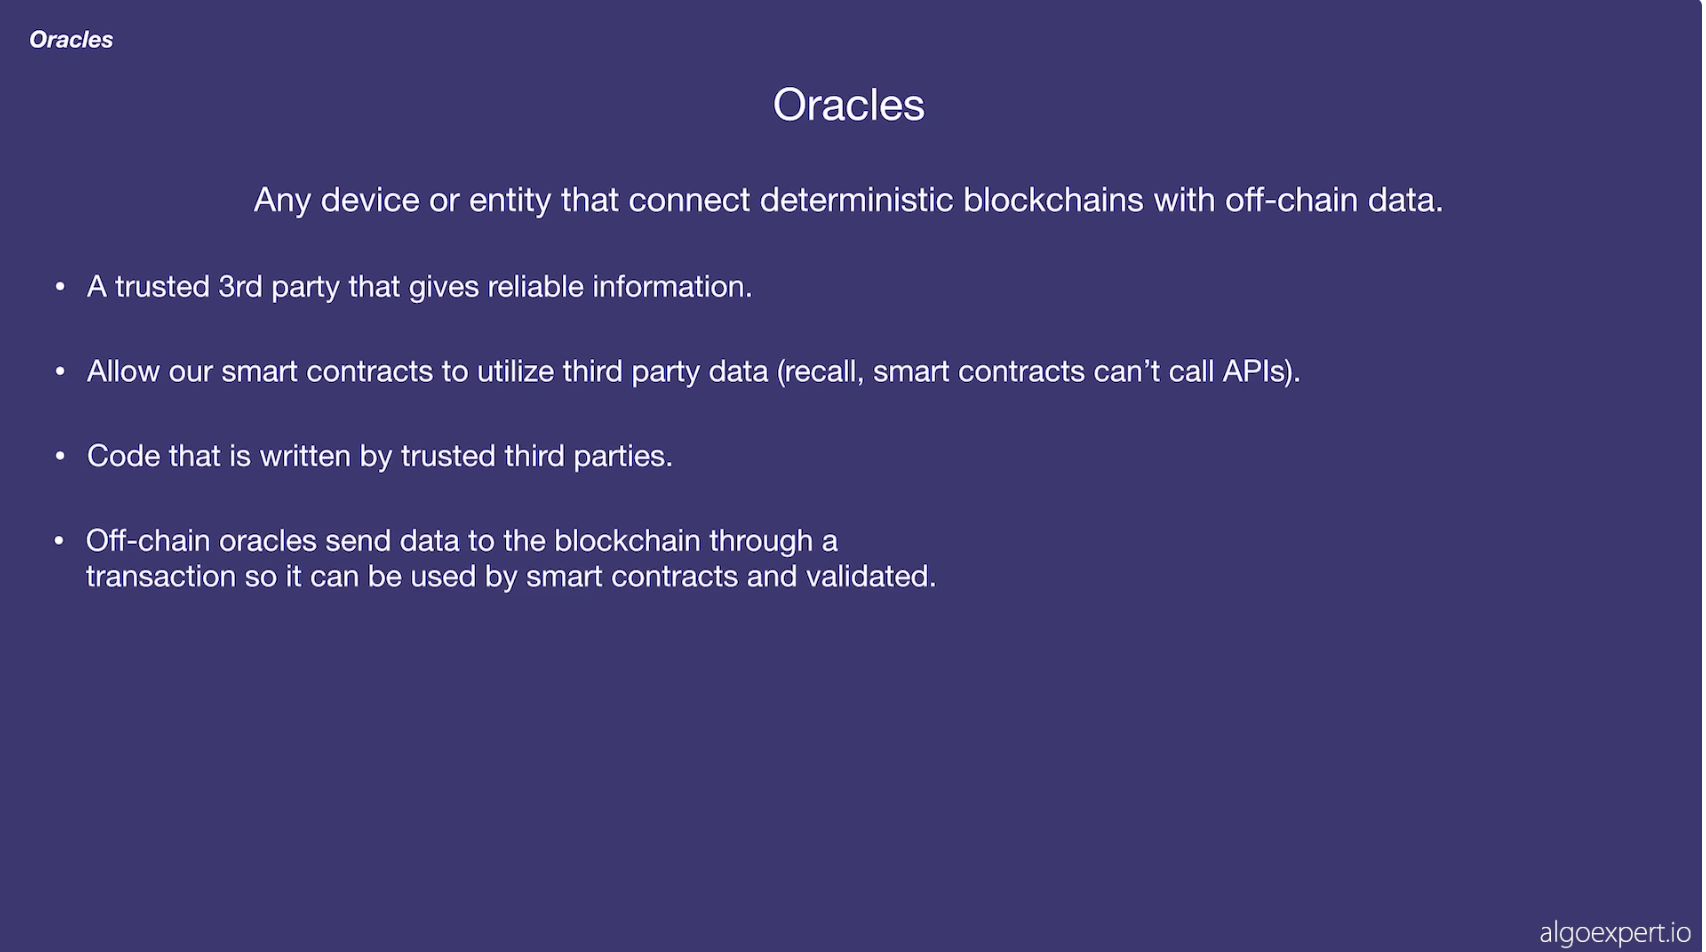 Oracles
Oracles
Any device or entity that connect deterministic blockchains with off-chain data.
• A trusted 3rd party that gives reliable information.
• Allow our smart contracts to utilize third party data (recall, smart contracts can’t call APIs).
• Code that is written by trusted third parties.
• Off-chain oracles send data to the blockchain through a
transaction so it can be used by smart contracts and validated.
algoexpert.io